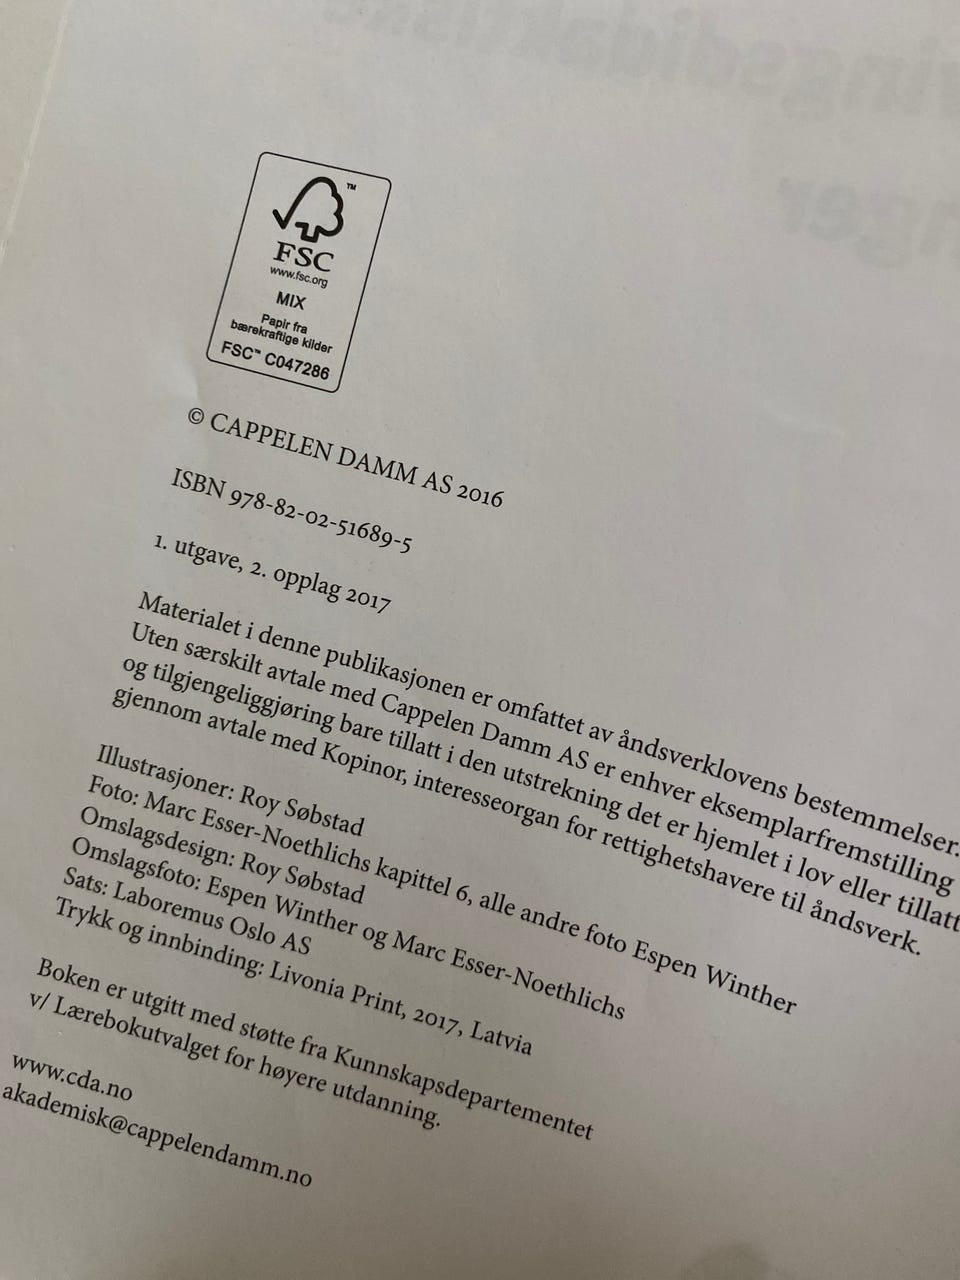 FSC
www.fsc.org
MIX
Papir fra
bærekraftige kilder
FSC™ C047286
© CAPPELEN DAMM AS 2016
ISBN 978-82-02-51689-5
1. utgave, 2. opplag 2017
Materialet i denne publikasjonen er omfattet av åndsverklovens bestemmelser.
Uten særskilt avtale med Cappelen Damm AS er enhver eksemplarfremstilling
og tilgjengeliggjøring bare tillatt i den utstrekning det er hjemlet i lov eller tillatt
gjennom avtale med Kopinor, interesseorgan for rettighetshavere til åndsverk.
Illustrasjoner: Roy Søbstad
Foto: Marc Esser-Noethlichs kapittel 6, alle andre foto Espen Winther
Omslagsdesign: Roy Søbstad
Omslagsfoto: Espen Winther og Marc Esser-Noethlichs
Sats: Laboremus Oslo AS
Trykk og innbinding: Livonia Print, 2017, Latvia
Boken er utgitt med støtte fra Kunnskapsdepartementet
v/ Lærebokutvalget for høyere utdanning.
www.cda.no
akademisk@cappelendamm.no